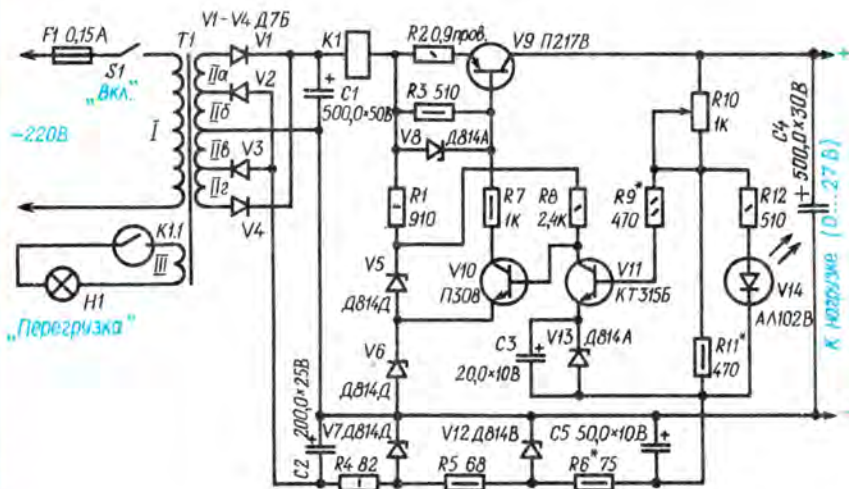 V1-V4 Д7Б
F1 0,15А
S1
„Вкл."
T1
V1
IIа
V2
IIб
~220В
I
IIв
V3
IIг
V4
K1.1
III
H1
„Перегрузка"
K1
C1
500,0×50В
R2 0,9 пров.
V9 П217В
R3 510
V8
Д814А
R1
910
R7
1К
R8
2,4К
R9*
470
R10
1К
R12
510
C4
500,0×30В
К нагрузке (0...27В)
V5
Д814Д
V10
П308
V11
КТ315Б
V14
АЛ102В
V6
Д814Д
C3
20,0×10В
V13
Д814А
R11*
470
C2
200,0×25В
V7 Д814Д
V12 Д814В
C5 50,0×10В
R4 82
R5 68
R6* 75